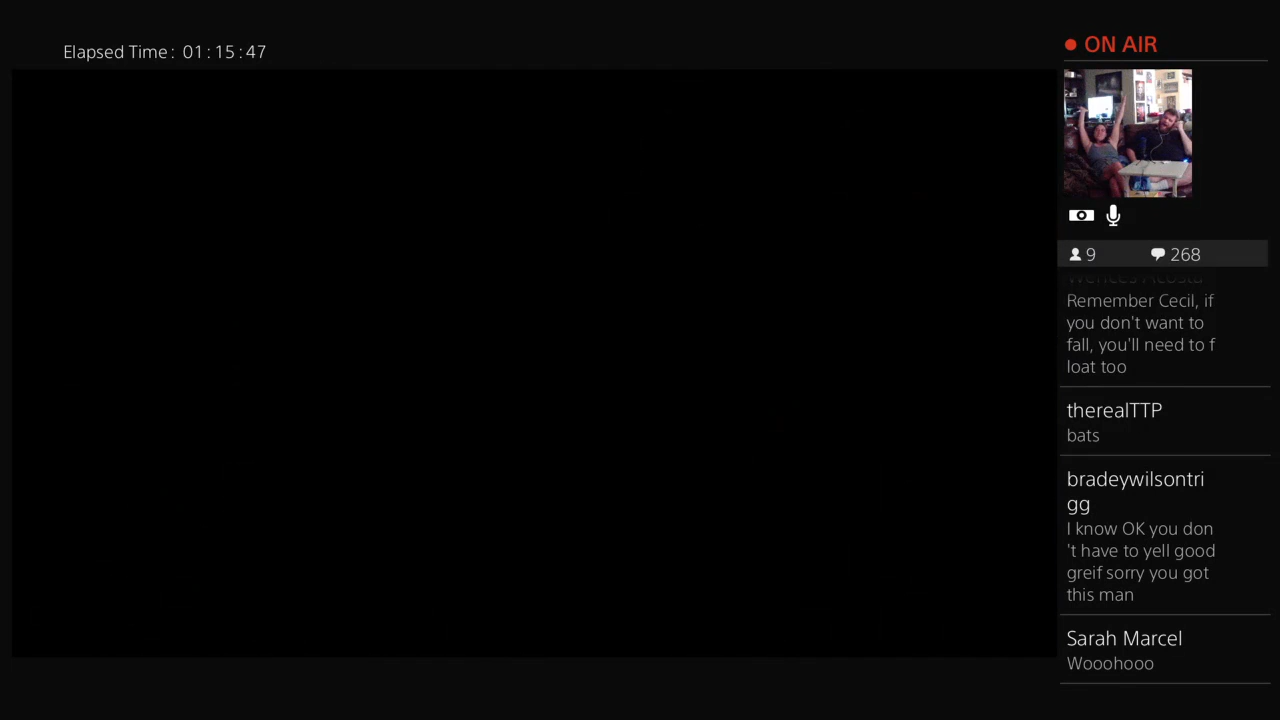 Elapsed Time: 01:15:47
ON AIR
9 268
Wences Acosta
Remember Cecil, if
you don't want to
fall, you'll need to f
loat too
therealTTP
bats
bradeywilsontri
gg
I know OK you don
't have to yell good
greif sorry you got
this man
Sarah Marcel
Wooohooo